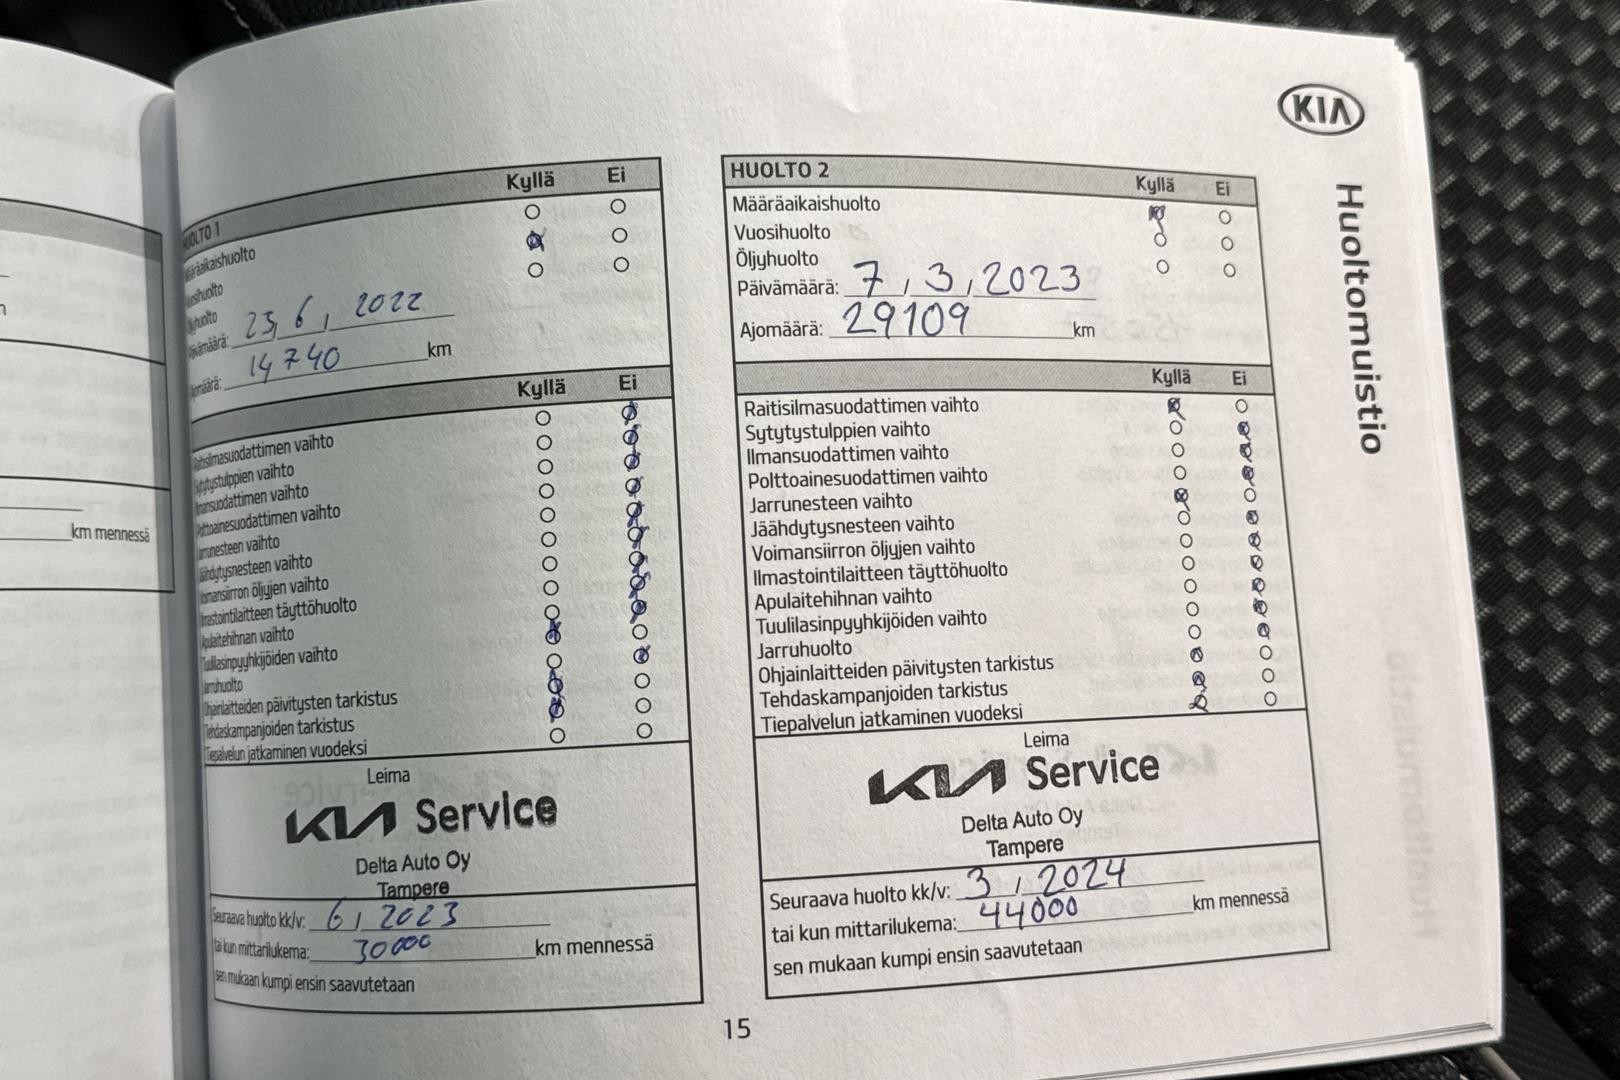 km mennessä
Kyllä Ei
HUOLTO 1
Määräaikaishuolto
Vuosihuolto
Öljyhuolto
Päivämäärä: 23, 6, 2022
Ajomäärä: 14740 km
Kyllä Ei
Raitisilmasuodattimen vaihto
Sytytystulppien vaihto
Ilmansuodattimen vaihto
Polttoainesuodattimen vaihto
Jarrunesteen vaihto
Jäähdytysnesteen vaihto
Voimansiirron öljyjen vaihto
Ilmastointilaitteen täyttöhuolto
Apulaitehihnan vaihto
Tuulilasinpyyhkijöiden vaihto
Jarruhuolto
Ohjainlaitteiden päivitysten tarkistus
Tehdaskampanjoiden tarkistus
Tiepalvelun jatkaminen vuodeksi
Leima
KIA Service
Delta Auto Oy
Tampere
Seuraava huolto kk/v: 6 / 2023
tai kun mittarilukema: 30000 km mennessä
sen mukaan kumpi ensin saavutetaan
HUOLTO 2
Kyllä Ei
Määräaikaishuolto
Vuosihuolto
Öljyhuolto
Päivämäärä: 7, 3, 2023
Ajomäärä: 29109 km
Kyllä Ei
Raitisilmasuodattimen vaihto
Sytytystulppien vaihto
Ilmansuodattimen vaihto
Polttoainesuodattimen vaihto
Jarrunesteen vaihto
Jäähdytysnesteen vaihto
Voimansiirron öljyjen vaihto
Ilmastointilaitteen täyttöhuolto
Apulaitehihnan vaihto
Tuulilasinpyyhkijöiden vaihto
Jarruhuolto
Ohjainlaitteiden päivitysten tarkistus
Tehdaskampanjoiden tarkistus
Tiepalvelun jatkaminen vuodeksi
Leima
KIA Service
Delta Auto Oy
Tampere
Seuraava huolto kk/v: 3 / 2024
tai kun mittarilukema: 44000 km mennessä
sen mukaan kumpi ensin saavutetaan
KIA
Huoltomuistio
15